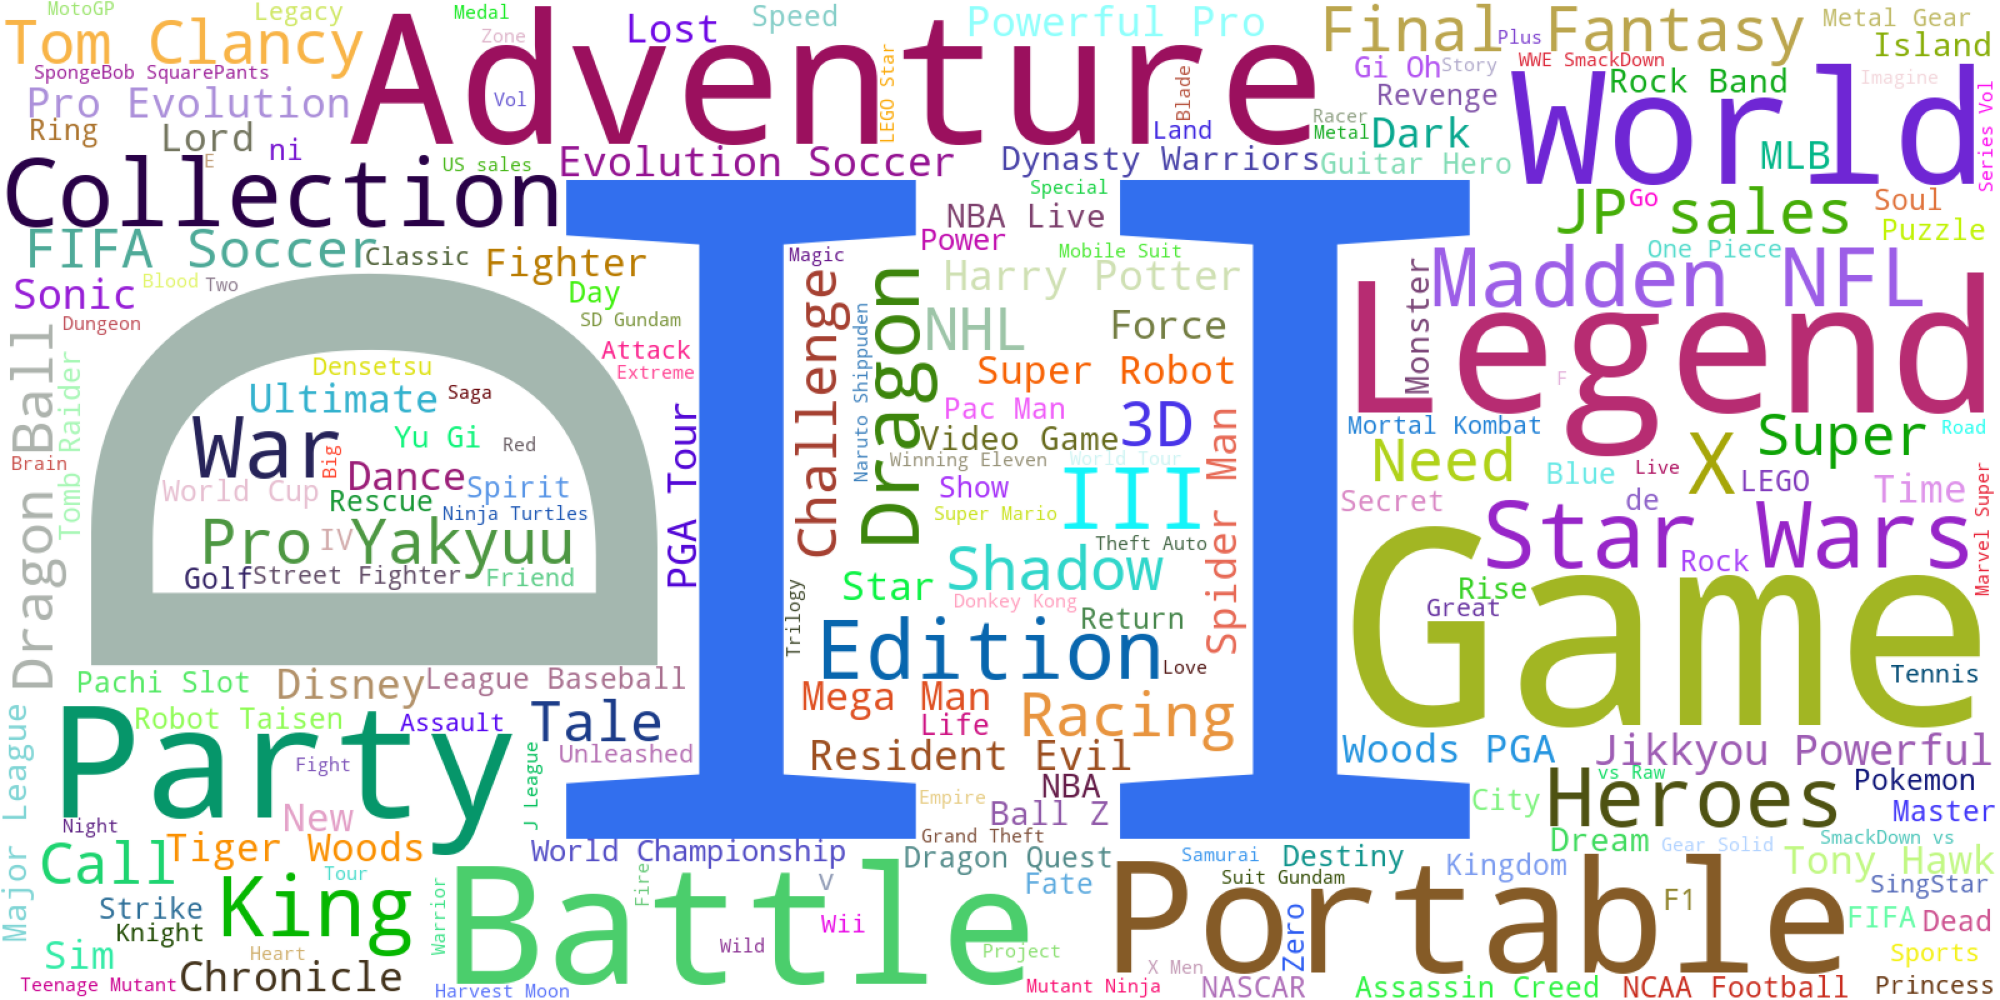 MotoGP
Legacy
Medal
Zone
Tom Clancy
Adventure
Lost
Speed
Powerful Pro
Final Fantasy
Plus
Metal Gear
Island
SpongeBob SquarePants
Vol
LEGO Star
Blade
Gi Oh
Story
WWE SmackDown
Rock Band
Imagine
Pro Evolution
Revenge
World
Series Vol
Ring
Lord
ni
E
Land
Racer
Metal
Dark
MLB
Collection
US sales
Evolution Soccer
Dynasty Warriors
Guitar Hero
Special
JP sales
Go
Soul
Puzzle
NBA Live
Power
Mobile Suit
One Piece
FIFA Soccer
Classic
Fighter
Magic
Harry Potter
Monster
Madden NFL
Sonic
Blood
Two
Day
Dungeon
SD Gundam
Challenge
Naruto Shippuden
Dragon
NHL
Force
Legend
Attack
Extreme
Super Robot
F
Dragon Ball
Tomb Raider
Densetsu
Ultimate
Saga
War
Big
Yu Gi
Red
Pac Man
3D
Video Game
Spider Man
Mortal Kombat
X
Super
Road
Brain
Dance
PGA Tour
Winning Eleven
World Tour
Need
Blue
Live
LEGO
World Cup
Rescue
Spirit
Show
III
Secret
de
Time
Marvel Super
Ninja Turtles
Super Mario
Star Wars
Pro Yakyuu
IV
Theft Auto
Rock
Golf
Street Fighter
Friend
Star
Shadow
Rise
Great
Game
Trilogy
Donkey Kong
Return
D
I
I
Edition
Love
Tennis
Pachi Slot
Disney
League Baseball
Mega Man
Major League
Party
Robot Taisen
Assault
Tale
Life
Racing
Unleashed
Resident Evil
Woods PGA
Jikkyou Powerful
Fight
J League
NBA
vs Raw
Heroes
Pokemon
Empire
Ball Z
City
Master
New
Night
Grand Theft
Dream
Gear Solid
SmackDown vs
Call
Tiger Woods
World Championship
Dragon Quest
Samurai
Destiny
Kingdom
Tony Hawk
Tour
Fire
v
Fate
Suit Gundam
SingStar
King
Warrior
Battle
Portable
F1
Strike
Knight
Wii
Zero
FIFA
Dead
Sim
Heart
Wild
Project
X Men
Sports
Teenage Mutant
Chronicle
Harvest Moon
Mutant Ninja
NASCAR
Assassin Creed
NCAA Football
Princess